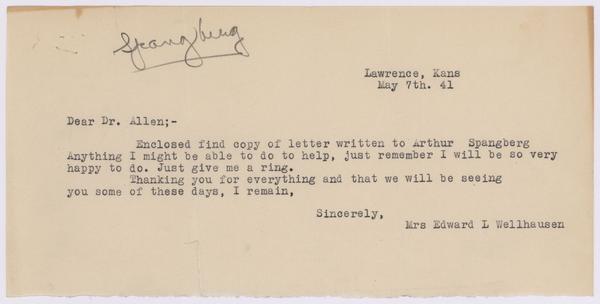 Spangberg
Lawrence, Kans
May 7th. 41
Dear Dr. Allen;-
Enclosed find copy of letter written to Arthur Spangberg
Anything I might be able to do to help, just remember I will be so very
happy to do. Just give me a ring.
Thanking you for everything and that we will be seeing
you some of these days, I remain,
Sincerely,
Mrs Edward L Wellhausen